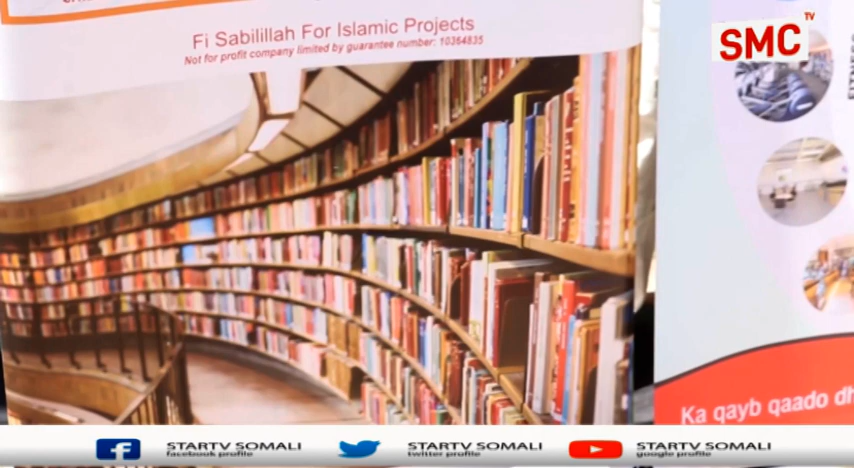 Fi Sabilillah For Islamic Projects
Not for profit company limited by guarantee number: 10364835
SMC TV
FITNESS
Ka qayb qaado
STARTV SOMALI
facebook profile
STARTV SOMALI
twitter profile
STARTV SOMALI
google profile